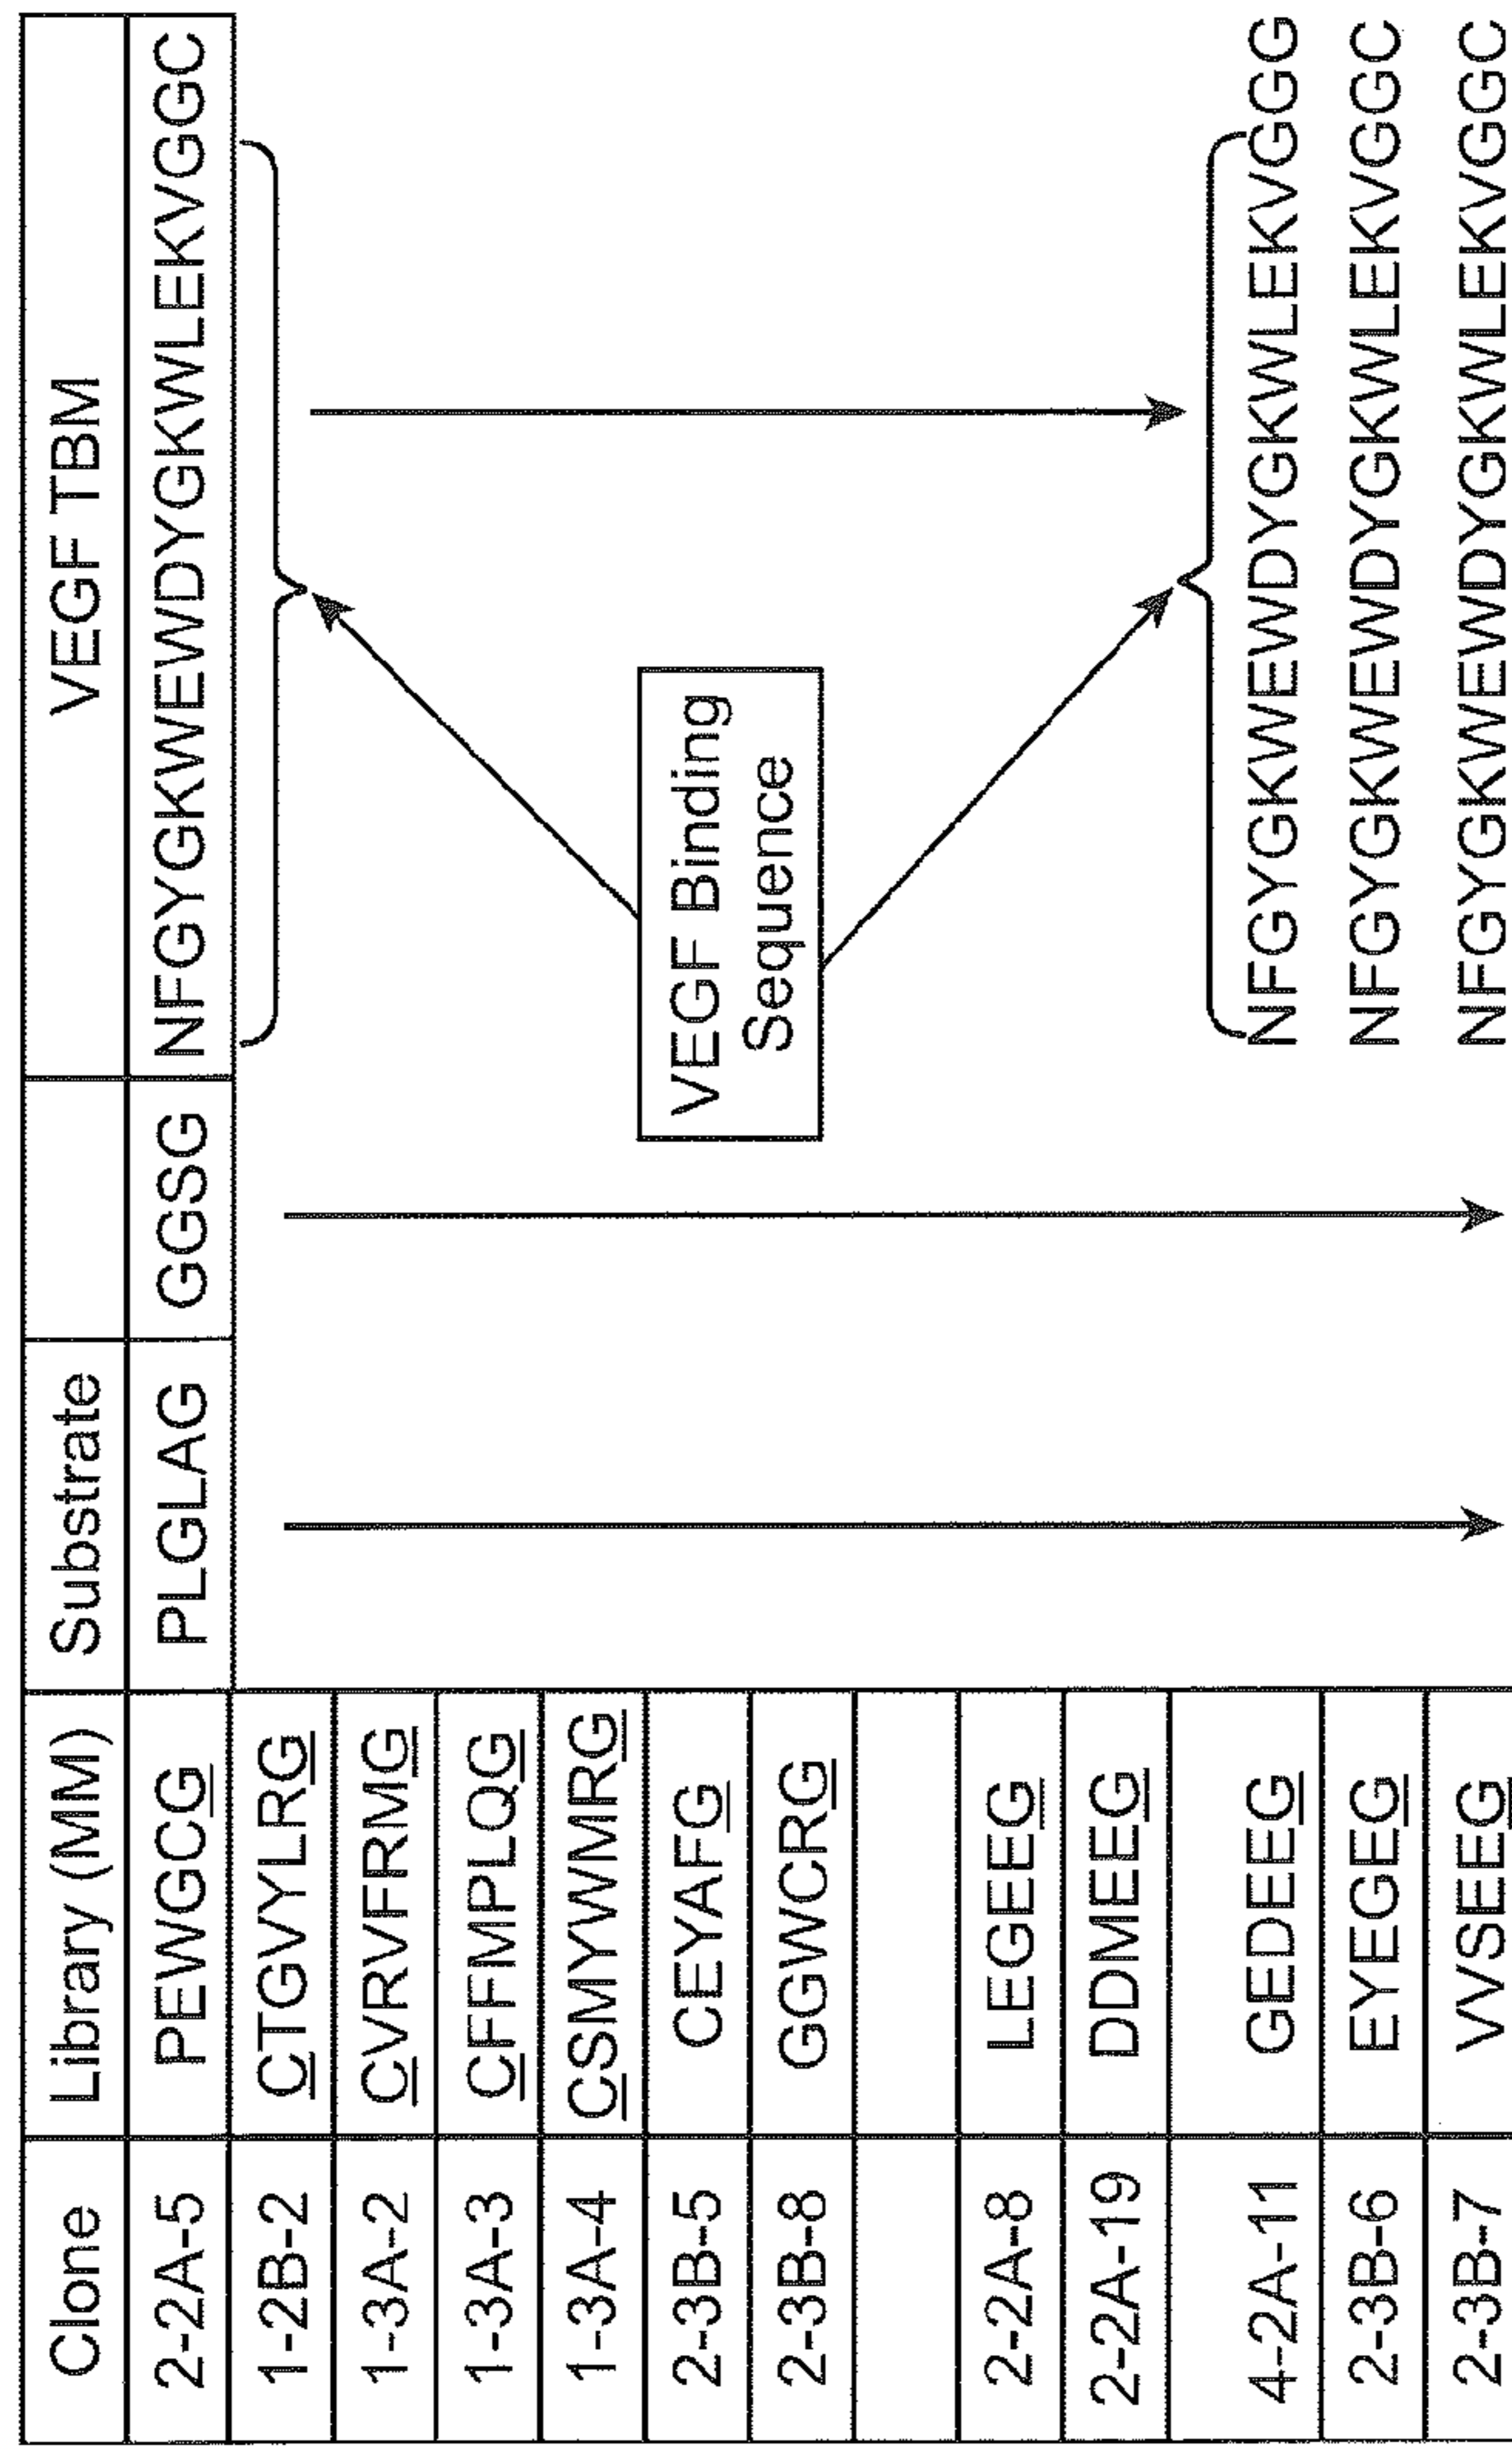 Clone Library (MM) Substrate VEGF TBM
2-2A-5 PEWGCG PLGLAG GGSG NFGYGKWEWDYGKWLEKVGGC
1-2B-2 CTGVYLRG
1-3A-2 CVRVFRMG
1-3A-3 CFFMPLQG
1-3A-4 CSMYWMRG
2-3B-5 CEYAFG
2-3B-8 GGWCRG
VEGF Binding
Sequence
2-2A-8 LEGEEG
2-2A-19 DDMEEG
4-2A-11 GEDEEG NFGYGKWEWDYGKWLEKVGGG
2-3B-6 EYEGEG NFGYGKWEWDYGKWLEKVGGC
2-3B-7 VVSEEG NFGYGKWEWDYGKWLEKVGGC